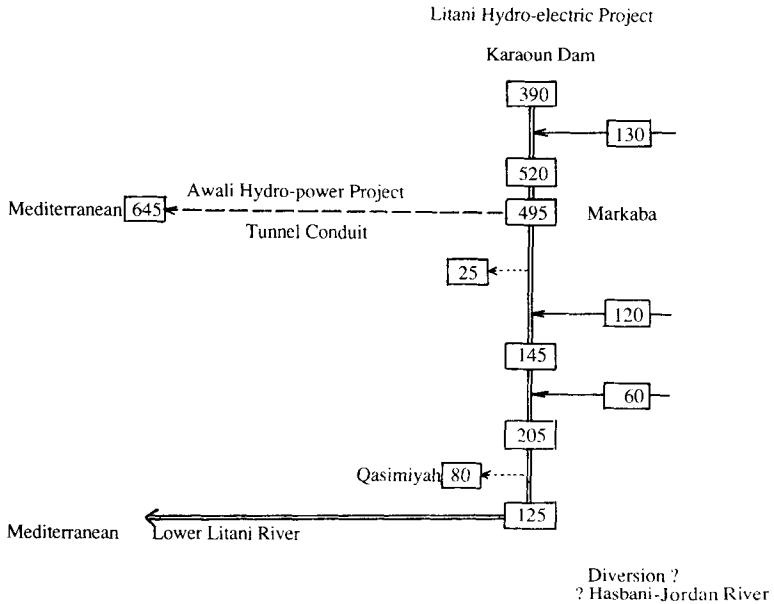 Litani Hydro-electric Project
Karaoun Dam
390
130
520
Awali Hydro-power Project
Mediterranean 645
495 Markaba
Tunnel Conduit
25
120
145
60
205
Qasimiyah 80
125
Mediterranean Lower Litani River
Diversion ?
? Hasbani-Jordan River